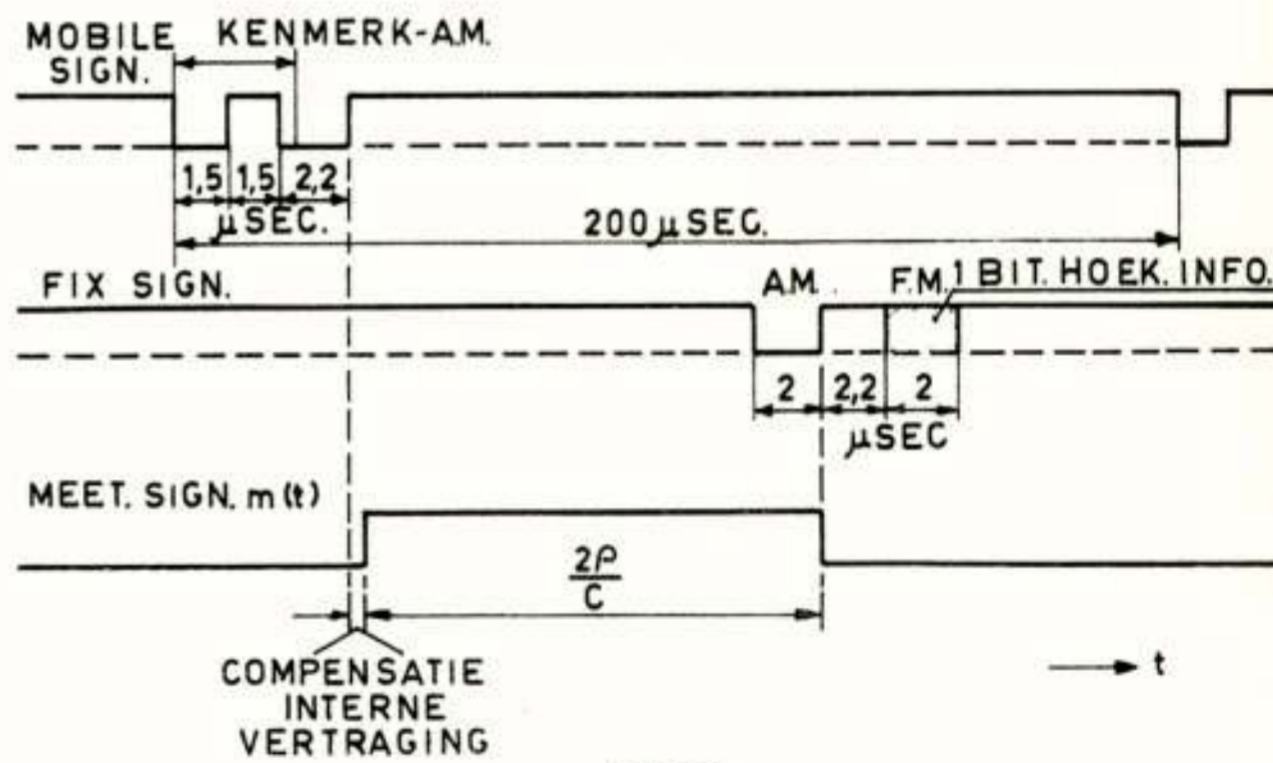 MOBILE SIGN.
KENMERK-A.M.
1,5 1,5 2,2
μSEC.
200 μSEC.
FIX SIGN.
A.M.
F.M.
1 BIT. HOEK. INFO.
2 2,2 2
μSEC
MEET. SIGN. m(t)
2ρ
C
COMPENSATIE
INTERNE
VERTRAGING
t